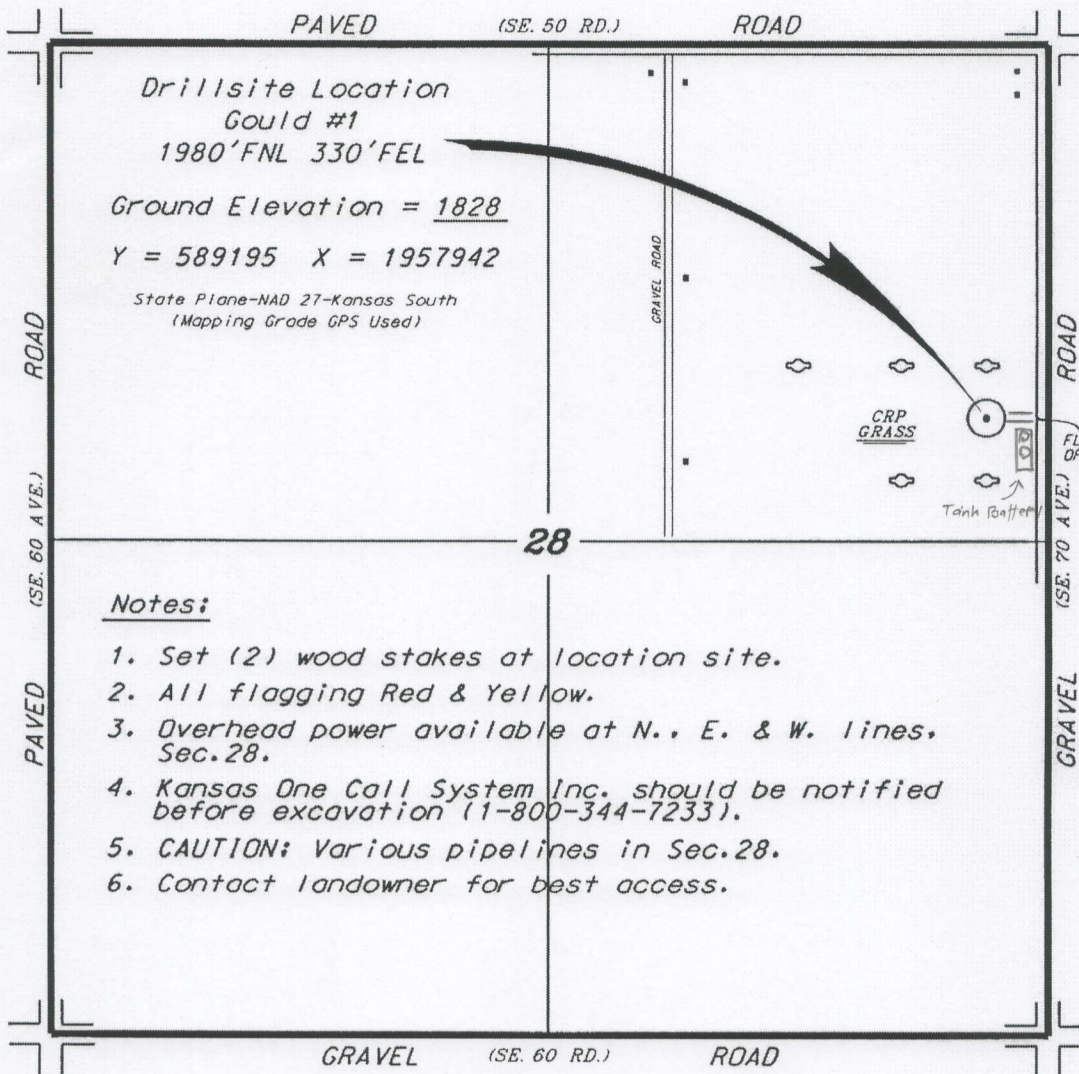 PAVED (SE. 50 RD.) ROAD
Drillsite Location
Gould #1
1980'FNL 330'FEL
Ground Elevation = 1828
Y = 589195 X = 1957942
State Plane-NAD 27-Kansas South
(Mapping Grade GPS Used)
GRAVEL ROAD
CRP
GRASS
Tank Battery
28
PAVED (SE. 60 AVE.) ROAD
GRAVEL (SE. 70 AVE.) ROAD
Notes:
1. Set (2) wood stakes at location site.
2. All flagging Red & Yellow.
3. Overhead power available at N., E. & W. lines,
Sec.28.
4. Kansas One Call System Inc. should be notified
before excavation (1-800-344-7233).
5. CAUTION: Various pipelines in Sec.28.
6. Contact landowner for best access.
GRAVEL (SE. 60 RD.) ROAD